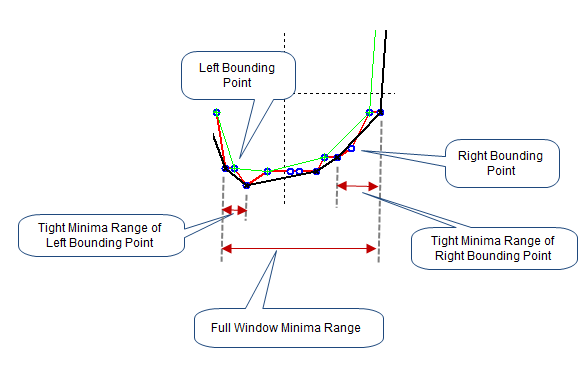 Left Bounding
Point
Right Bounding
Point
Tight Minima Range of
Left Bounding Point
Tight Minima Range of
Right Bounding Point
Full Window Minima Range